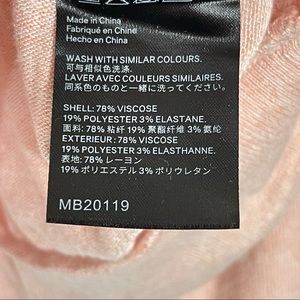 Made in China
Fabriqué en Chine
Hecho en China
WASH WITH SIMILAR COLOURS.
可与相似色洗涤.
LAVER AVEC COULEURS SIMILAIRES.
同系色のものと一緒に洗って下さい。
SHELL: 78% VISCOSE
19% POLYESTER 3% ELASTANE.
面料: 78% 粘纤 19% 聚酯纤维 3% 氨纶
EXTERIEUR: 78% VISCOSE
19% POLYESTER 3% ELASTHANNE.
表地: 78% レーヨン
19% ポリエステル 3% ポリウレタン
MB20119